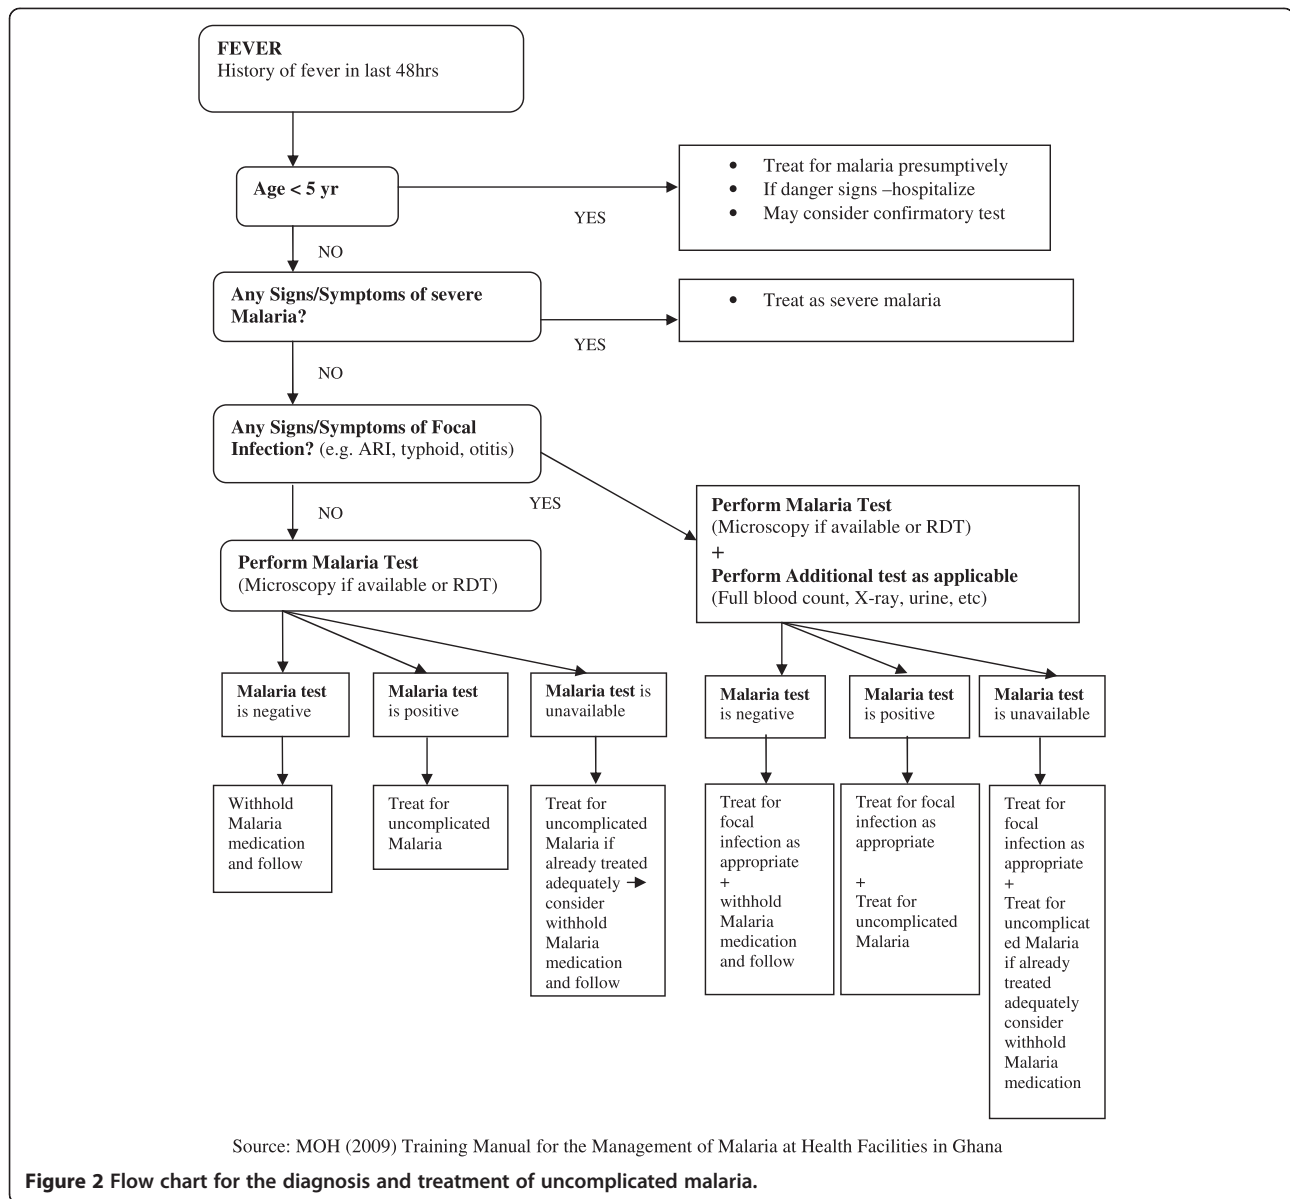 FEVER
History of fever in last 48hrs
Age < 5 yr
YES
• Treat for malaria presumptively
• If danger signs –hospitalize
• May consider confirmatory test
NO
Any Signs/Symptoms of severe
Malaria?
YES
• Treat as severe malaria
NO
Any Signs/Symptoms of Focal
Infection? (e.g. ARI, typhoid, otitis)
YES
NO
Perform Malaria Test
(Microscopy if available or RDT)
+
Perform Additional test as applicable
(Full blood count, X-ray, urine, etc)
Perform Malaria Test
(Microscopy if available or RDT)
Malaria test
is negative
Malaria test
is positive
Malaria test is
unavailable
Malaria test
is negative
Malaria test
is positive
Malaria test
is unavailable
Withhold
Malaria
medication
and follow
Treat for
uncomplicated
Malaria
Treat for
uncomplicated
Malaria if
already treated
adequately →
consider
withhold
Malaria
medication
and follow
Treat for
focal
infection as
appropriate
+
withhold
Malaria
medication
and follow
Treat for focal
infection as
appropriate
+
Treat for
uncomplicated
Malaria
Treat for
focal
infection as
appropriate
+
Treat for
uncomplicat
ed Malaria
if already
treated
adequately
consider
withhold
Malaria
medication
Source: MOH (2009) Training Manual for the Management of Malaria at Health Facilities in Ghana
Figure 2 Flow chart for the diagnosis and treatment of uncomplicated malaria.